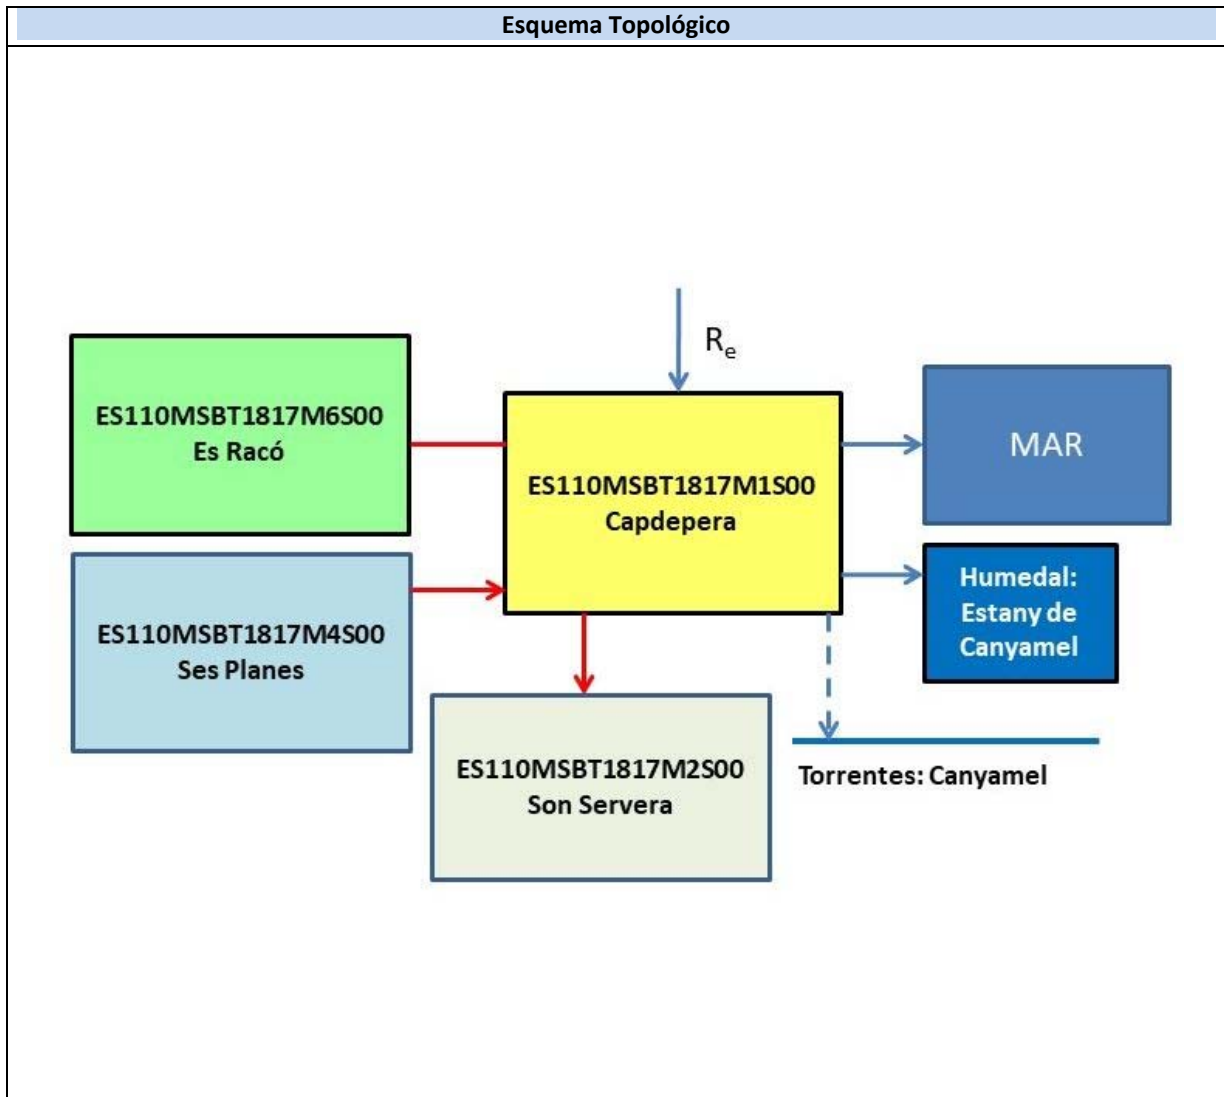 Esquema Topológico
R
e
ES110MSBT1817M6S00
Es Racó
ES110MSBT1817M1S00
Capdepera
MAR
ES110MSBT1817M4S00
Ses Planes
Humedal:
Estany de
Canyamel
ES110MSBT1817M2S00
Son Servera
Torrentes: Canyamel